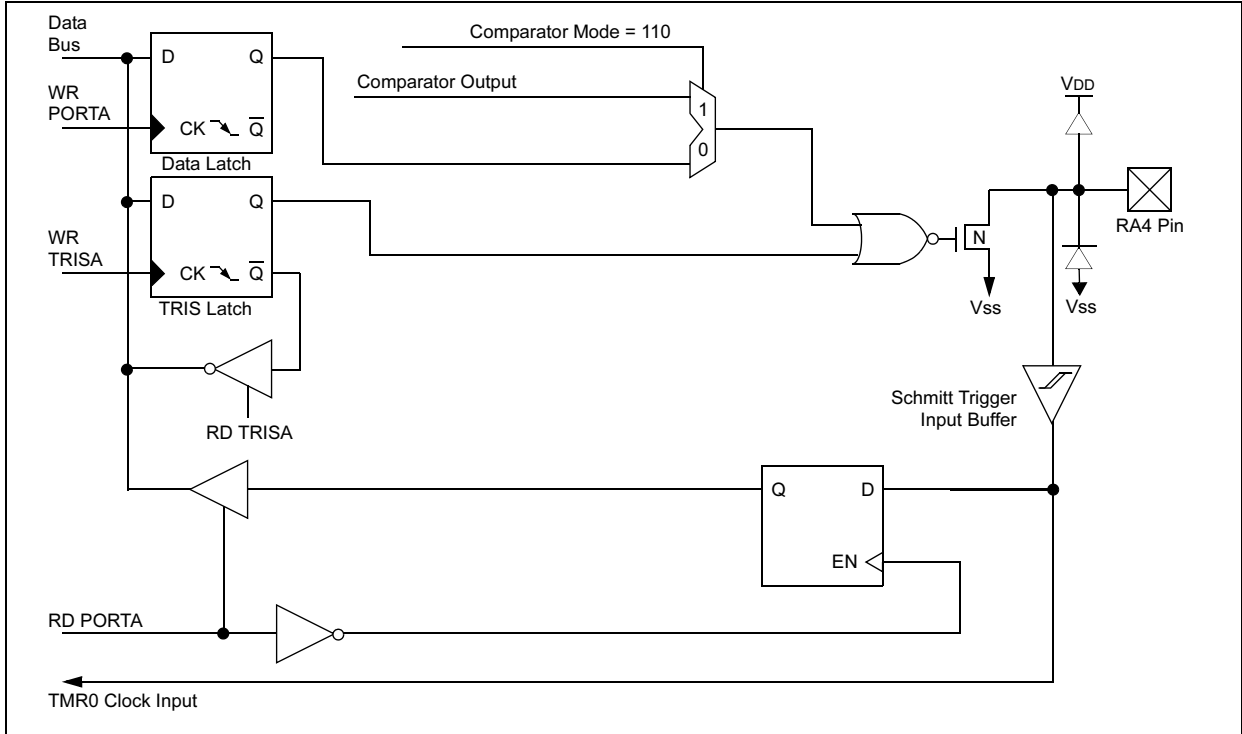 Data
Bus
WR
PORTA
D
Q
CK
Q
Data Latch
Comparator Mode = 110
Comparator Output
1
0
VDD
RA4 Pin
WR
TRISA
D
Q
CK
Q
TRIS Latch
N
Vss
Vss
RD TRISA
Schmitt Trigger
Input Buffer
Q
D
EN
RD PORTA
TMR0 Clock Input